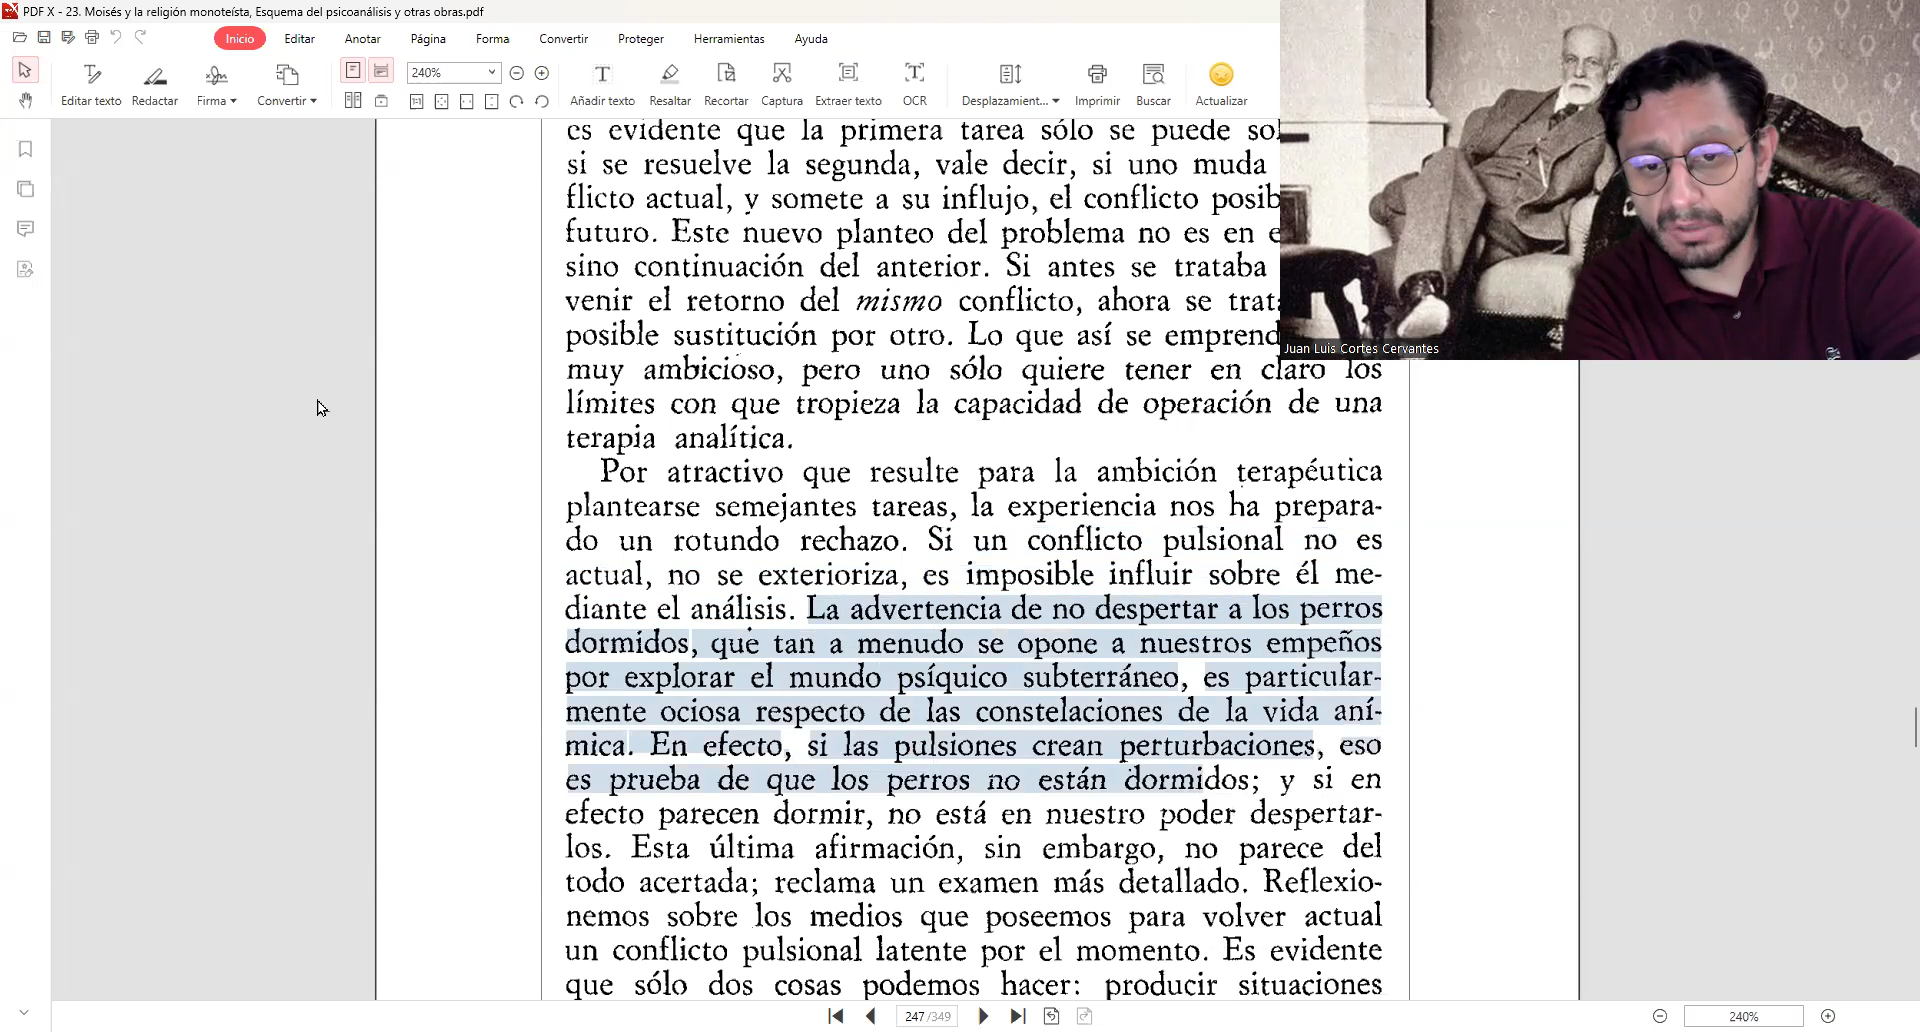 PDF X - 23. Moisés y la religión monoteísta, Esquema del psicoanálisis y otras obras.pdf
Inicio Editar Anotar Página Forma Convertir Proteger Herramientas Ayuda
240%
Editar texto Redactar Firma Convertir Añadir texto Resaltar Recortar Captura Extraer texto OCR Desplazamient... Imprimir Buscar Actualizar
es evidente que la primera tarea sólo se puede sol
si se resuelve la segunda, vale decir, si uno muda
flicto actual, y somete a su influjo, el conflicto posib
futuro. Este nuevo planteo del problema no es en e
sino continuación del anterior. Si antes se trataba
venir el retorno del mismo conflicto, ahora se trata
posible sustitución por otro. Lo que así se emprend
muy ambicioso, pero uno sólo quiere tener en claro los
límites con que tropieza la capacidad de operación de una
terapia analítica.
Por atractivo que resulte para la ambición terapéutica
plantearse semejantes tareas, la experiencia nos ha prepara-
do un rotundo rechazo. Si un conflicto pulsional no es
actual, no se exterioriza, es imposible influir sobre él me-
diante el análisis. La advertencia de no despertar a los perros
dormidos, que tan a menudo se opone a nuestros empeños
por explorar el mundo psíquico subterráneo, es particular-
mente ociosa respecto de las constelaciones de la vida aní-
mica. En efecto, si las pulsiones crean perturbaciones, eso
es prueba de que los perros no están dormidos; y si en
efecto parecen dormir, no está en nuestro poder despertar-
los. Esta última afirmación, sin embargo, no parece del
todo acertada; reclama un examen más detallado. Reflexio-
nemos sobre los medios que poseemos para volver actual
un conflicto pulsional latente por el momento. Es evidente
que sólo dos cosas podemos hacer: producir situaciones
Juan Luis Cortes Cervantes
247 /349
240%